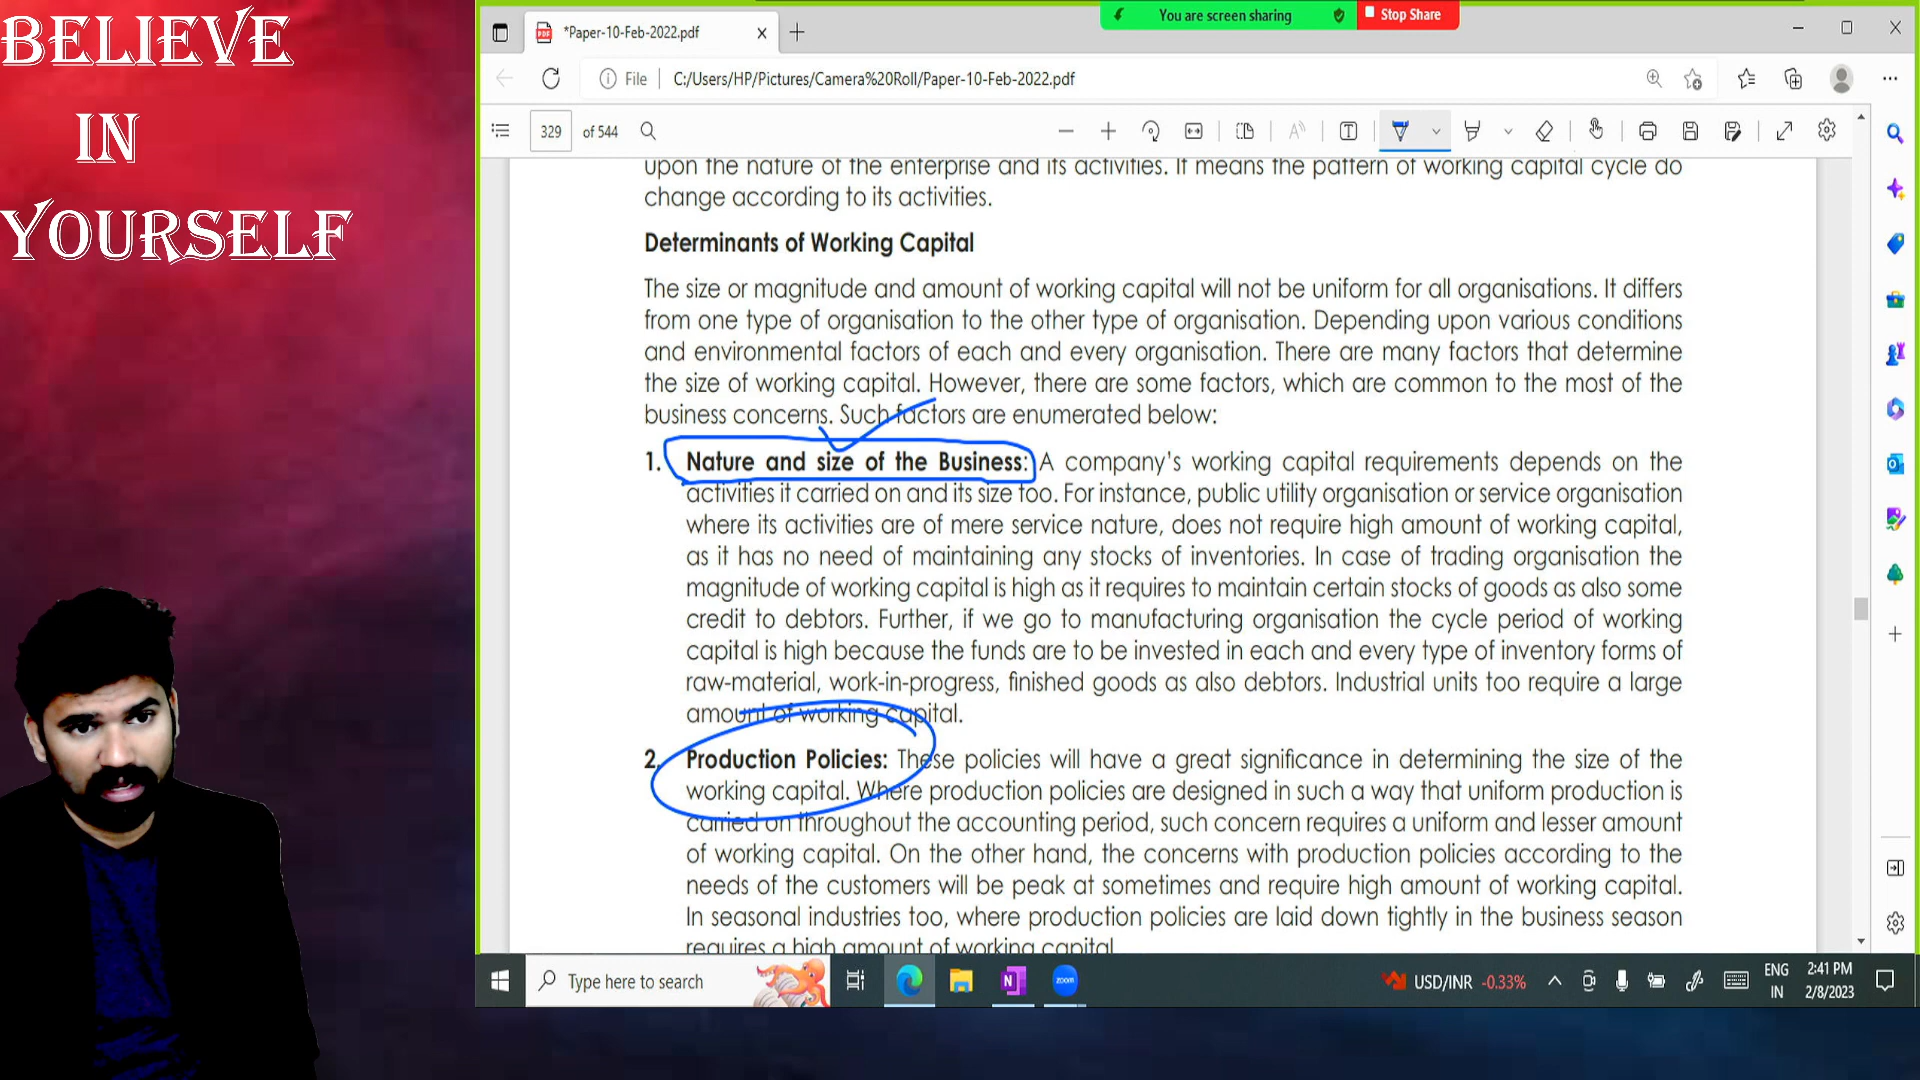 BELIEVE
IN
YOURSELF
You are screen sharing
Stop Share
*Paper-10-Feb-2022.pdf
File | C:/Users/HP/Pictures/Camera%20Roll/Paper-10-Feb-2022.pdf
329 of 544
upon the nature of the enterprise and its activities. It means the pattern of working capital cycle do
change according to its activities.
Determinants of Working Capital
The size or magnitude and amount of working capital will not be uniform for all organisations. It differs
from one type of organisation to the other type of organisation. Depending upon various conditions
and environmental factors of each and every organisation. There are many factors that determine
the size of working capital. However, there are some factors, which are common to the most of the
business concerns. Such factors are enumerated below:
1. Nature and size of the Business: A company's working capital requirements depends on the
activities it carried on and its size too. For instance, public utility organisation or service organisation
where its activities are of mere service nature, does not require high amount of working capital,
as it has no need of maintaining any stocks of inventories. In case of trading organisation the
magnitude of working capital is high as it requires to maintain certain stocks of goods as also some
credit to debtors. Further, if we go to manufacturing organisation the cycle period of working
capital is high because the funds are to be invested in each and every type of inventory forms of
raw-material, work-in-progress, finished goods as also debtors. Industrial units too require a large
amount of working capital.
2. Production Policies: These policies will have a great significance in determining the size of the
working capital. Where production policies are designed in such a way that uniform production is
carried on throughout the accounting period, such concern requires a uniform and lesser amount
of working capital. On the other hand, the concerns with production policies according to the
needs of the customers will be peak at sometimes and require high amount of working capital.
In seasonal industries too, where production policies are laid down tightly in the business season
requires a high amount of working capital.
Type here to search
zoom
USD/INR -0.33%
ENG
IN
2:41 PM
2/8/2023